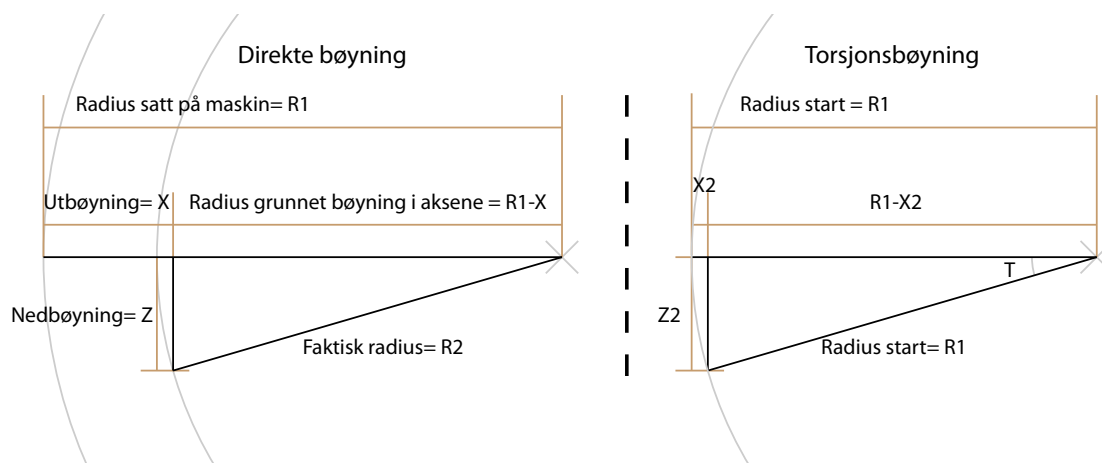 Direkte bøyning
Radius satt på maskin= R1
Utbøyning= X
Radius grunnet bøyning i aksene = R1-X
Nedbøyning= Z
Faktisk radius= R2
Torsjonsbøyning
Radius start = R1
X2
R1-X2
T
Z2
Radius start= R1